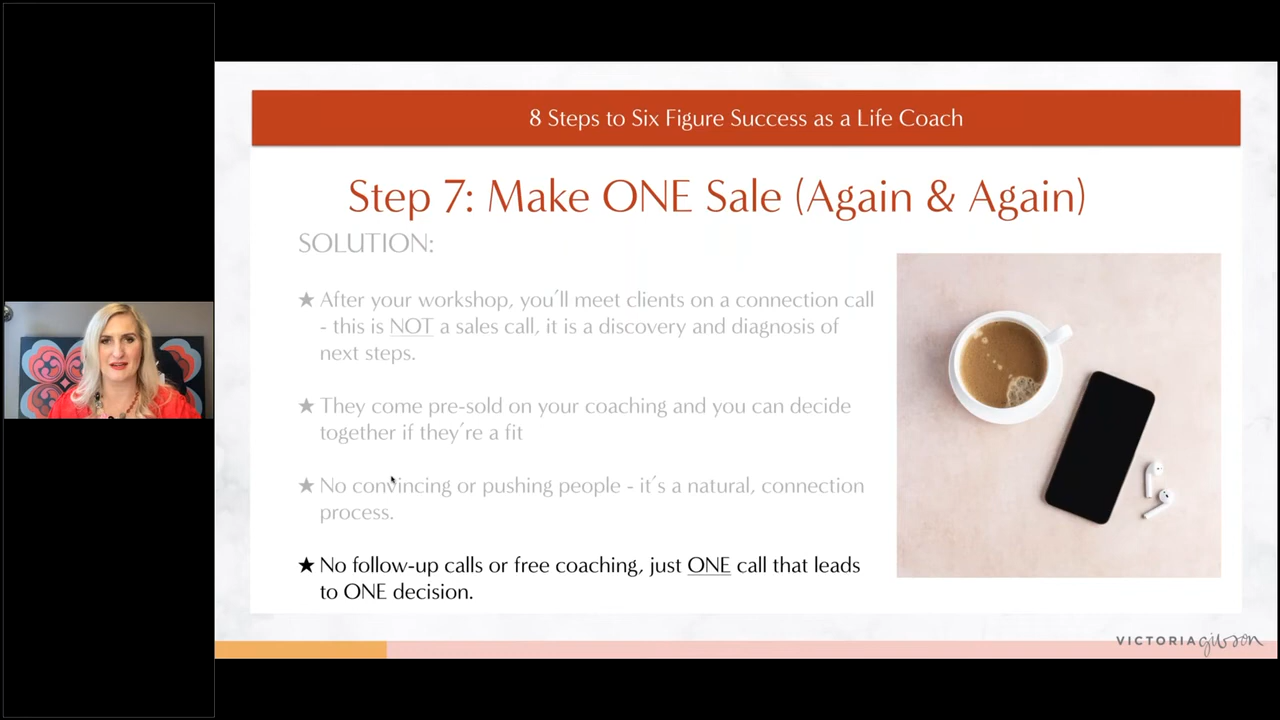 8 Steps to Six Figure Success as a Life Coach
Step 7: Make ONE Sale (Again & Again)
SOLUTION:
★ After your workshop, you´ll meet clients on a connection call
- this is NOT a sales call, it is a discovery and diagnosis of
next steps.
★ They come pre-sold on your coaching and you can decide
together if they´re a fit
★ No convincing or pushing people - it´s a natural, connection
process.
★ No follow-up calls or free coaching, just ONE call that leads
to ONE decision.
VICTORIA gibson